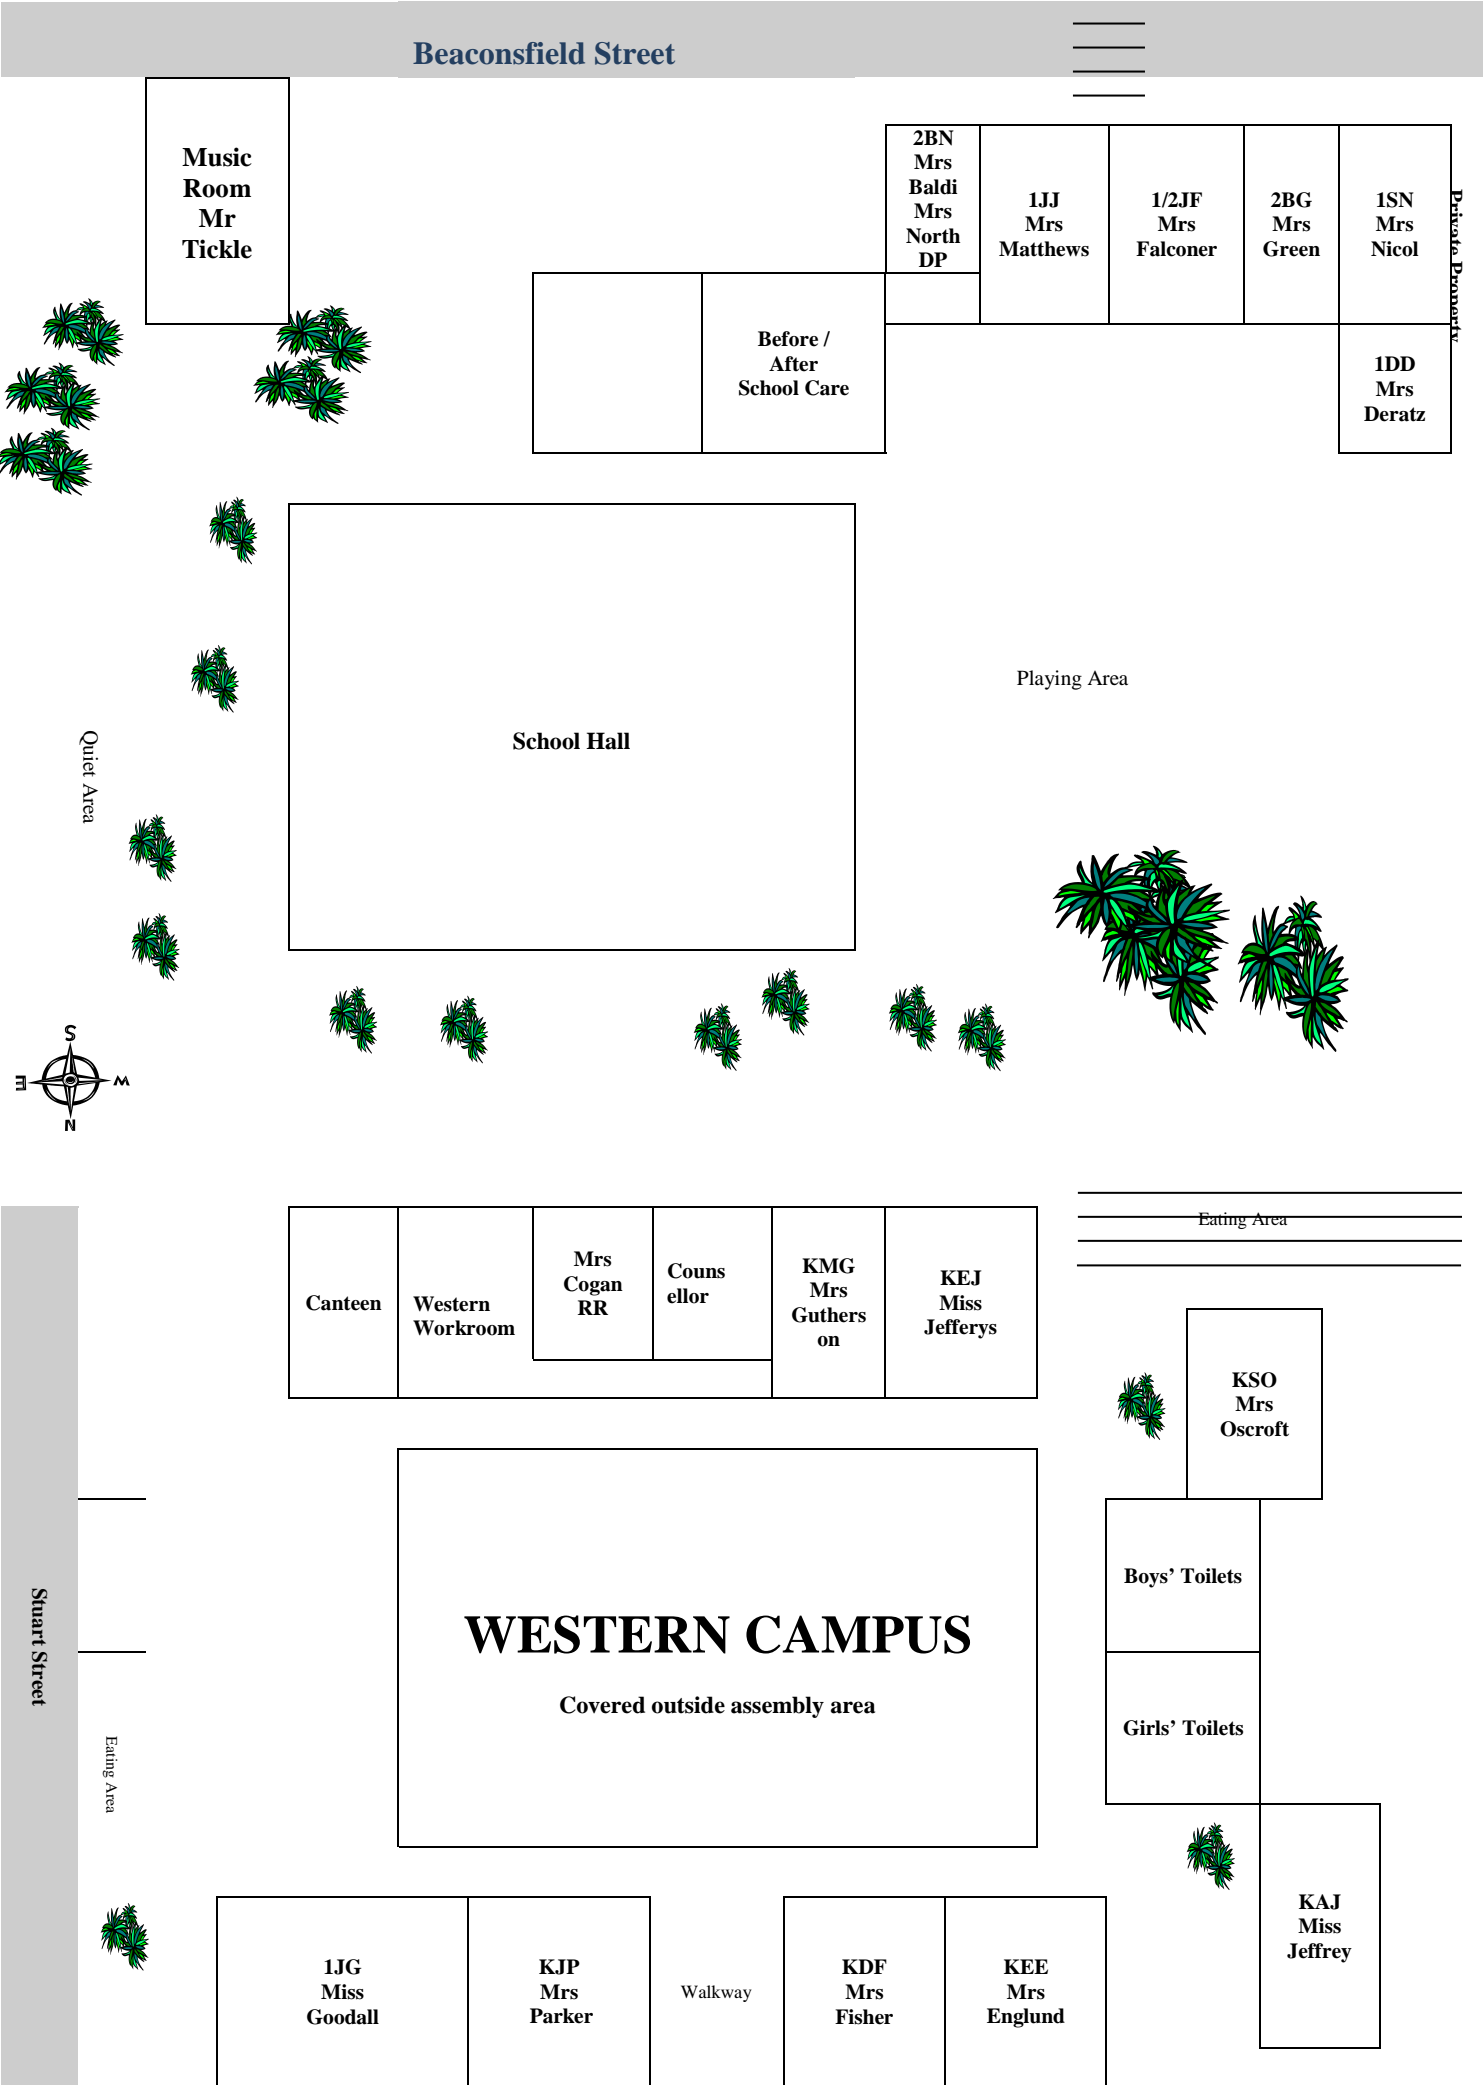 Beaconsfield Street
Music
Room
Mr
Tickle
2BN
Mrs
Baldi
Mrs
North
DP
1JJ
Mrs
Matthews
1/2JF
Mrs
Falconer
2BG
Mrs
Green
1SN
Mrs
Nicol
Private Property
Before /
After
School Care
1DD
Mrs
Deratz
Playing Area
School Hall
Quiet Area
S
E
W
N
Eating Area
Canteen
Western
Workroom
Mrs
Cogan
RR
Couns
ellor
KMG
Mrs
Guthers
on
KEJ
Miss
Jefferys
KSO
Mrs
Oscroft
Boys’ Toilets
Stuart Street
WESTERN CAMPUS
Covered outside assembly area
Girls’ Toilets
Eating Area
KAJ
Miss
Jeffrey
1JG
Miss
Goodall
KJP
Mrs
Parker
Walkway
KDF
Mrs
Fisher
KEE
Mrs
Englund